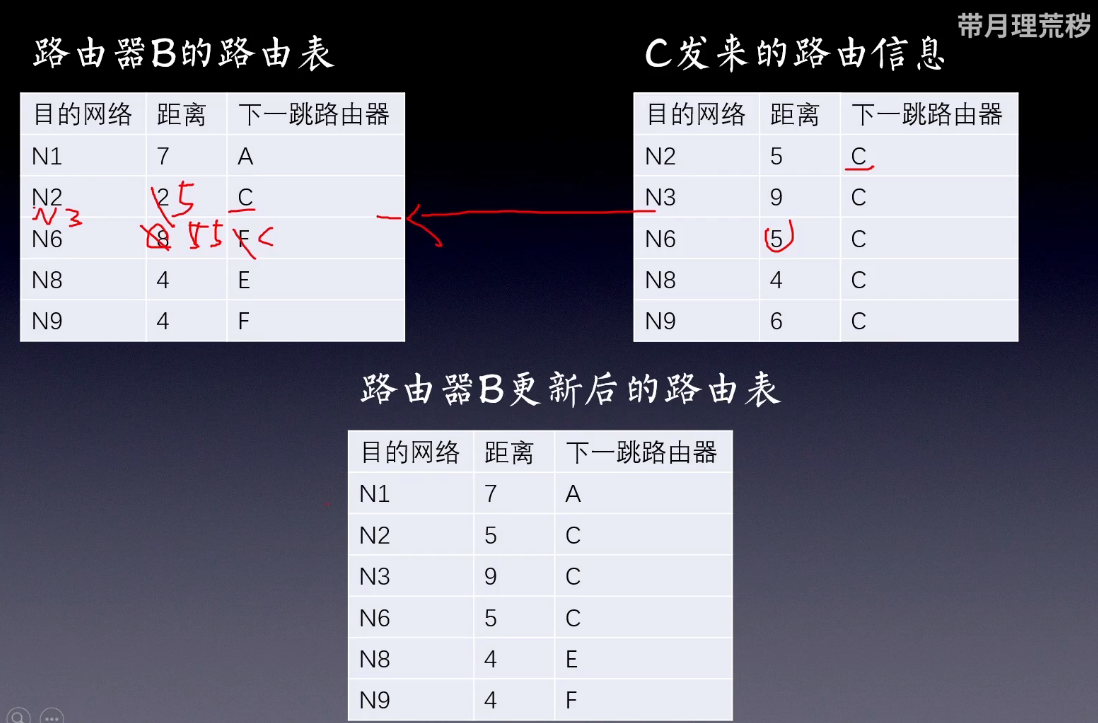 带月理荒秽
路由器B的路由表
目的网络 距离 下一跳路由器
N1 7 A
N2 2 5 C
N3
N6 8 5 5 F C
N8 4 E
N9 4 F
C发来的路由信息
目的网络 距离 下一跳路由器
N2 5 C
N3 9 C
N6 5 C
N8 4 C
N9 6 C
路由器B更新后的路由表
目的网络 距离 下一跳路由器
N1 7 A
N2 5 C
N3 9 C
N6 5 C
N8 4 E
N9 4 F